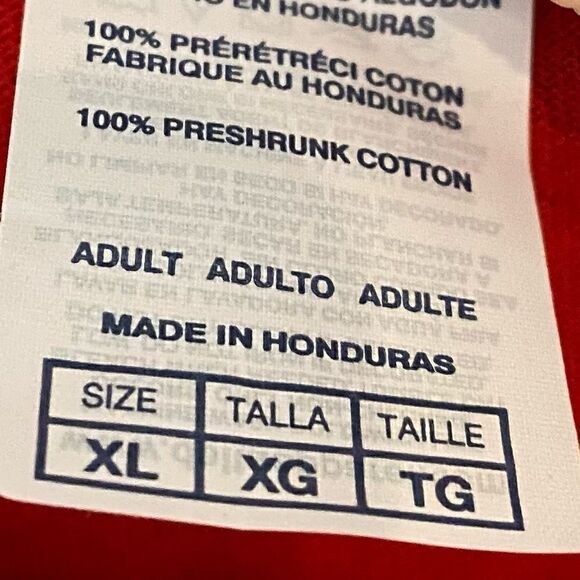 EN HONDURAS
100% PRÉRÉTRÉCI COTON
FABRIQUE AU HONDURAS
100% PRESHRUNK COTTON
ADULT ADULTO ADULTE
MADE IN HONDURAS
SIZE TALLA TAILLE
XL XG TG